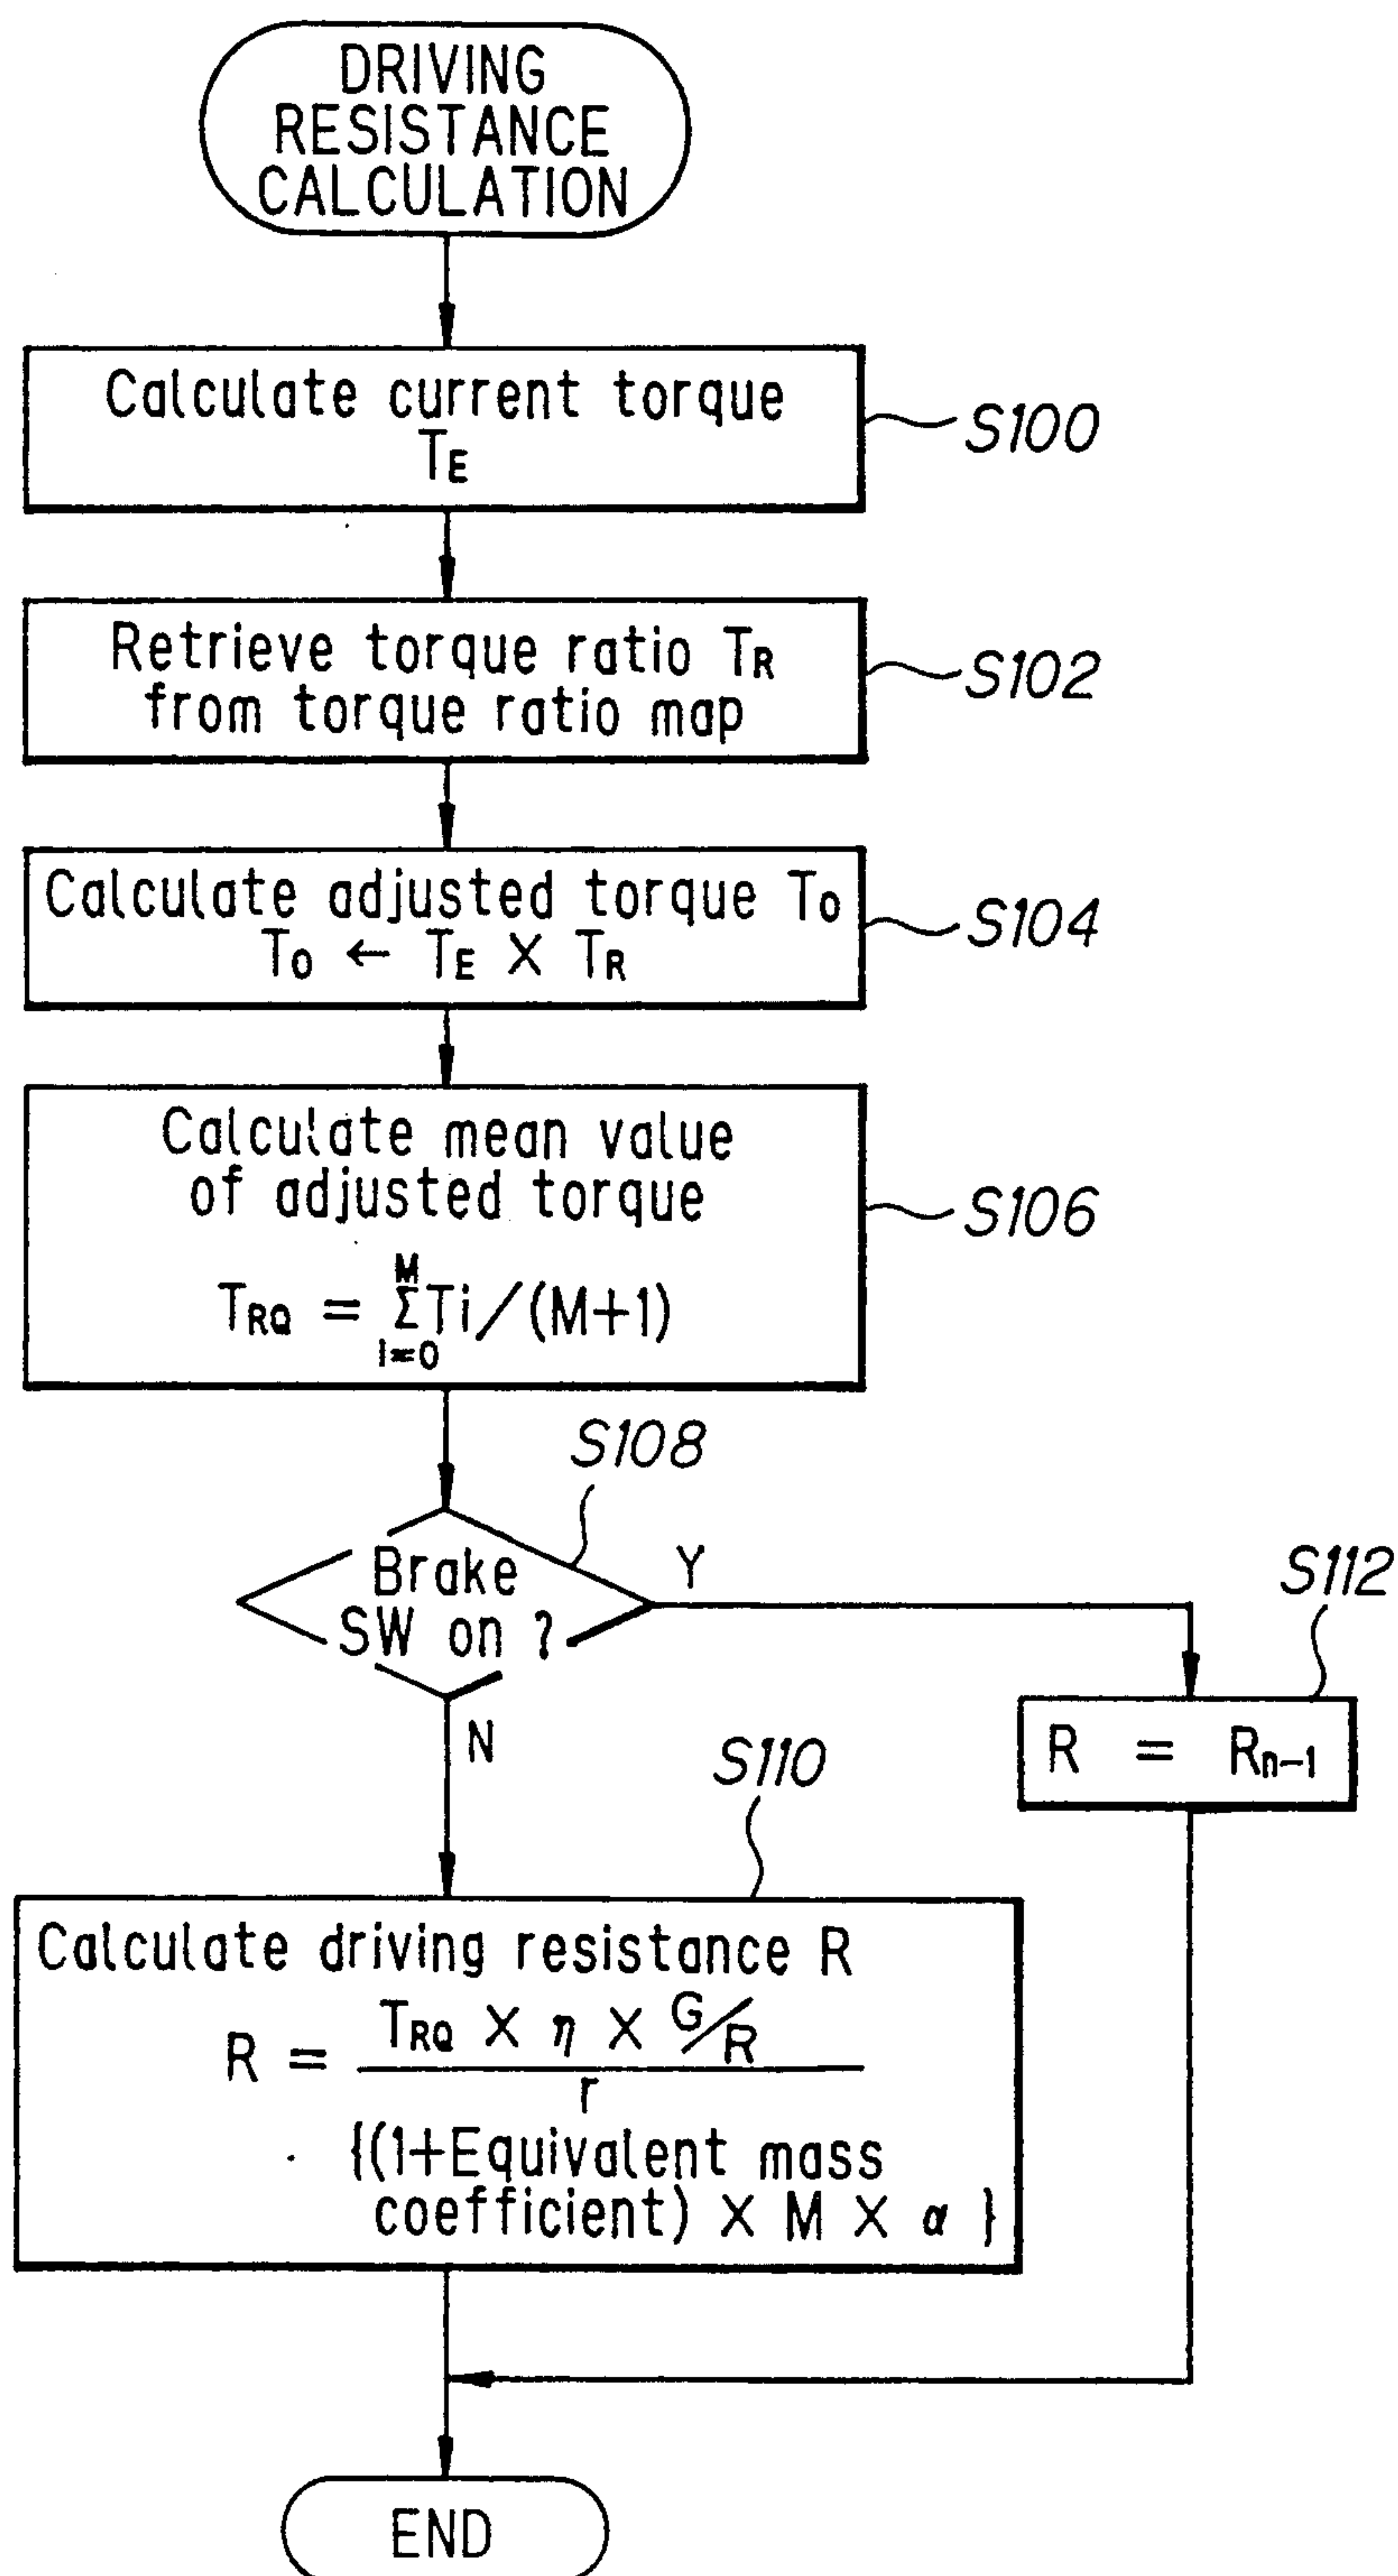 DRIVING
RESISTANCE
CALCULATION
Calculate current torque
TE
S100
Retrieve torque ratio TR
from torque ratio map
S102
Calculate adjusted torque TO
TO ← TE × TR
S104
Calculate mean value
of adjusted torque
S106
M
TRQ = ΣTi/(M+1)
i=0
S108
Brake
SW on ?
Y
N
S112
R = Rn-1
S110
Calculate driving resistance R
TRQ × η × G/R
R =
r
{(1+Equivalent mass
coefficient) × M × α }
END